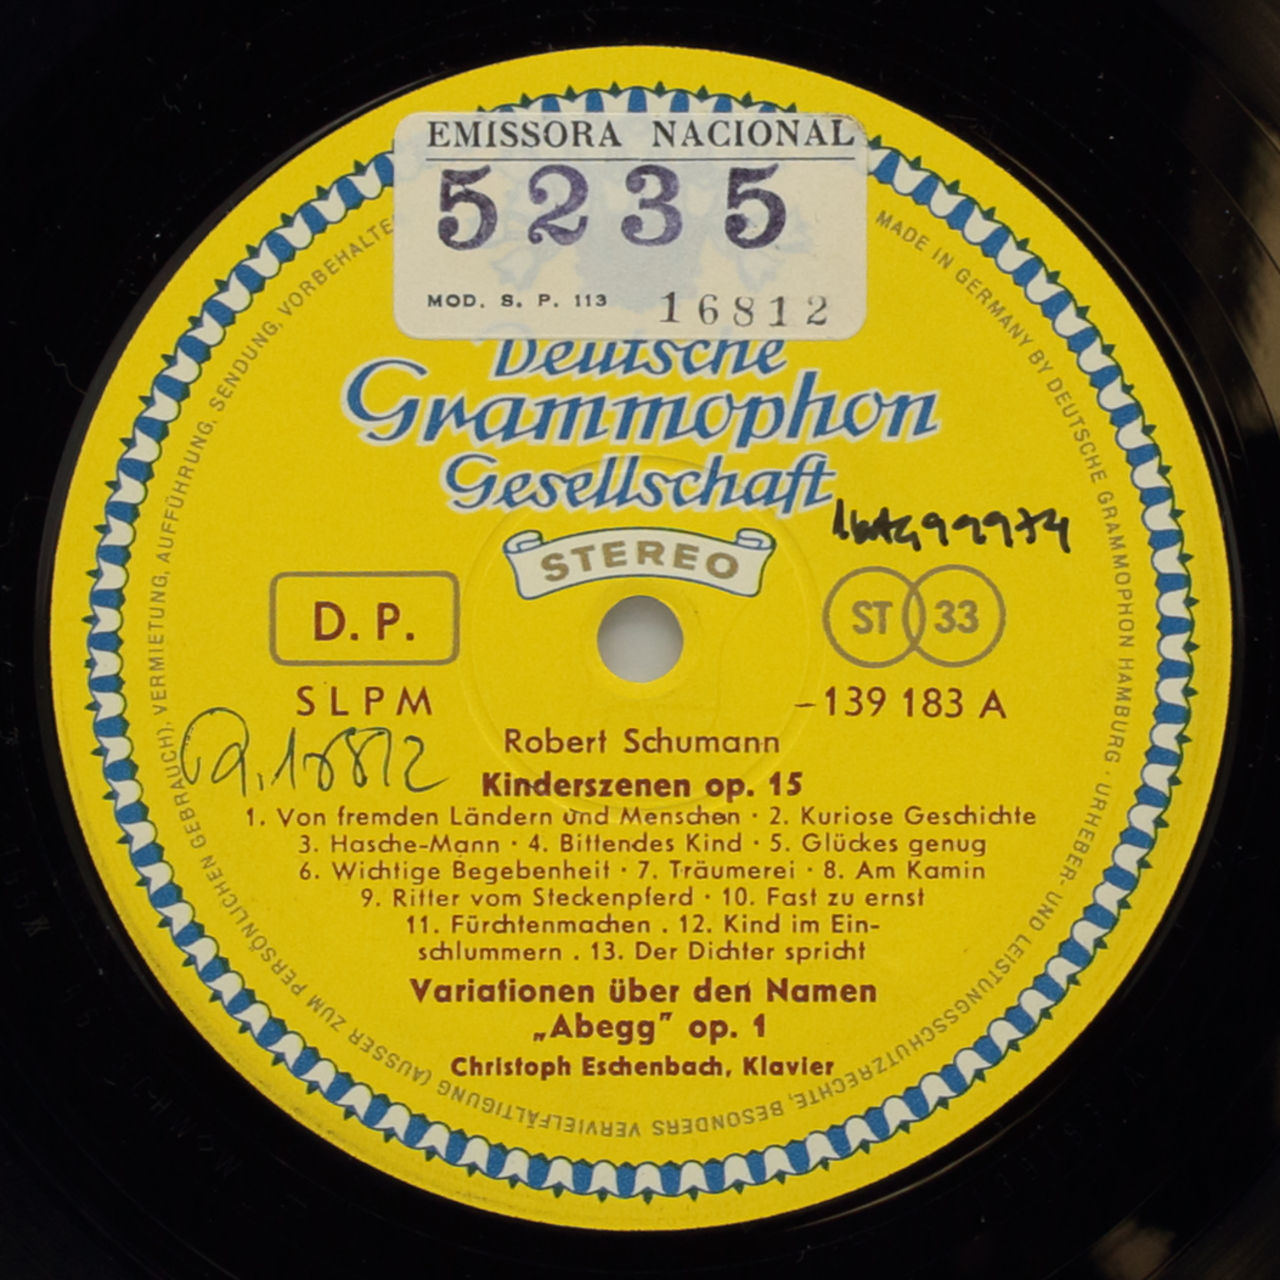 EMISSORA NACIONAL
5235
MOD. S. P. 113 16812
Deutsche
Grammophon
Gesellschaft
STEREO
D. P.
ST 33
SLPM
-139 183 A
Robert Schumann
Kinderszenen op. 15
1. Von fremden Ländern und Menschen · 2. Kuriose Geschichte
3. Hasche-Mann · 4. Bittendes Kind · 5. Glückes genug
6. Wichtige Begebenheit · 7. Träumerei · 8. Am Kamin
9. Ritter vom Steckenpferd · 10. Fast zu ernst
11. Fürchtenmachen . 12. Kind im Ein-
schlummern . 13. Der Dichter spricht
Variationen über den Namen
„Abegg” op. 1
Christoph Eschenbach, Klavier
MADE IN GERMANY BY DEUTSCHE GRAMMOPHON HAMBURG · URHEBER- UND LEISTUNGSSCHUTZRECHTE, BESONDERS VERVIELFÄLTIGUNG (AUSSER ZUM PERSÖNLICHEN GEBRAUCH), VERMIETUNG, AUFFÜHRUNG, SENDUNG, VORBEHALTE